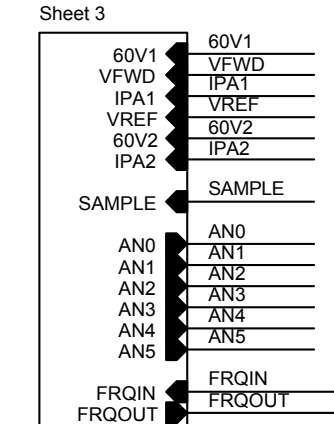 Sheet 3
60V1 60V1
VFWD VFWD
IPA1 IPA1
VREF VREF
60V2 60V2
IPA2 IPA2
SAMPLE SAMPLE
AN0 AN0
AN1 AN1
AN2 AN2
AN3 AN3
AN4 AN4
AN5 AN5
FRQIN FRQIN
FRQOUT FRQOUT